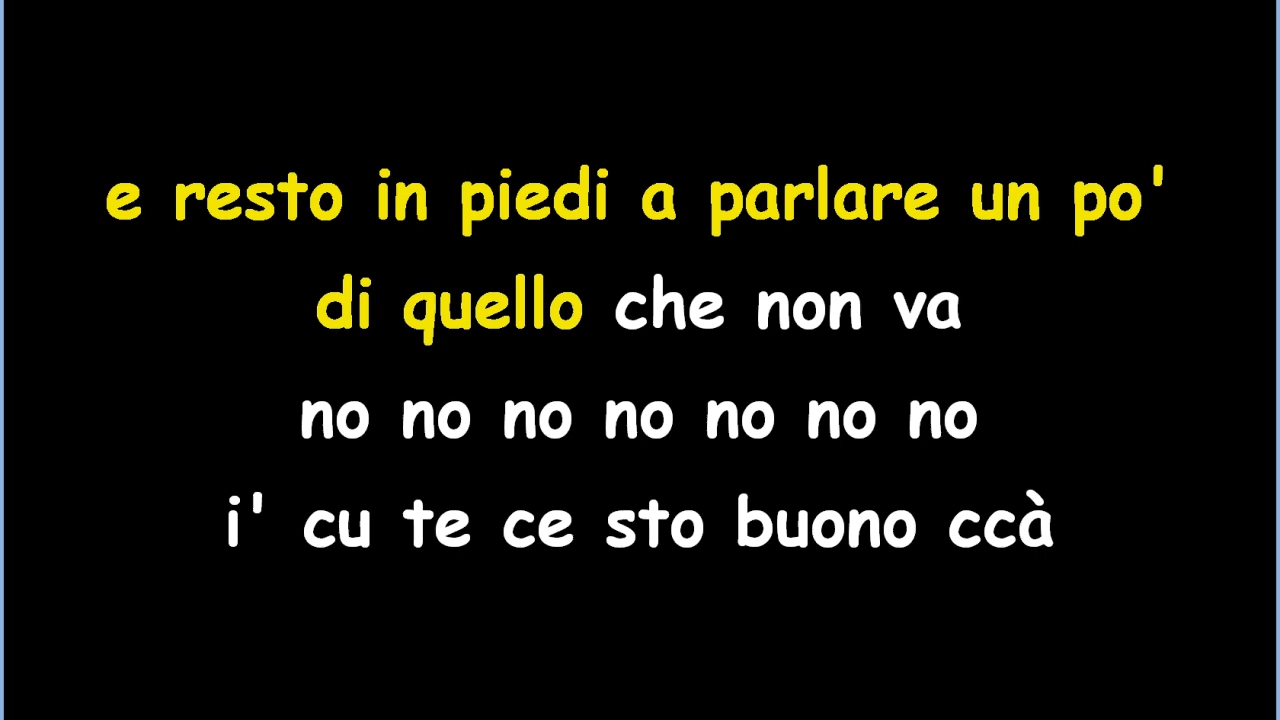 e resto in piedi a parlare un po'
di quello che non va
no no no no no no no
i' cu te ce sto buono ccà